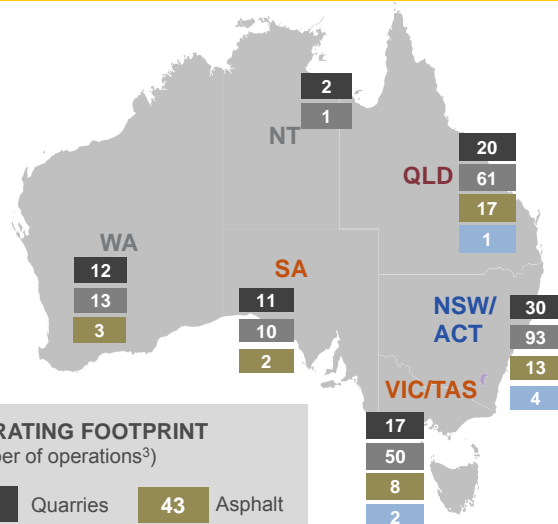 2
1
NT
20
QLD
61
17
1
WA
12
13
3
SA
11
10
2
NSW/
ACT
30
93
13
4
VIC/TAS
17
50
8
2
RATING FOOTPRINT
er of operations³)
Quarries
43
Asphalt